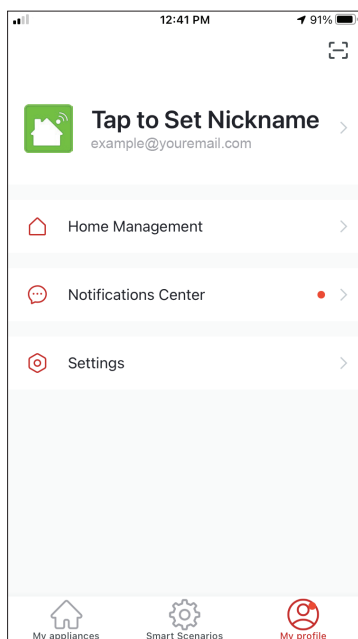 12:41 PM
91%
Tap to Set Nickname
example@youremail.com
Home Management
Notifications Center
Settings
My appliances
Smart Scenarios
My profile